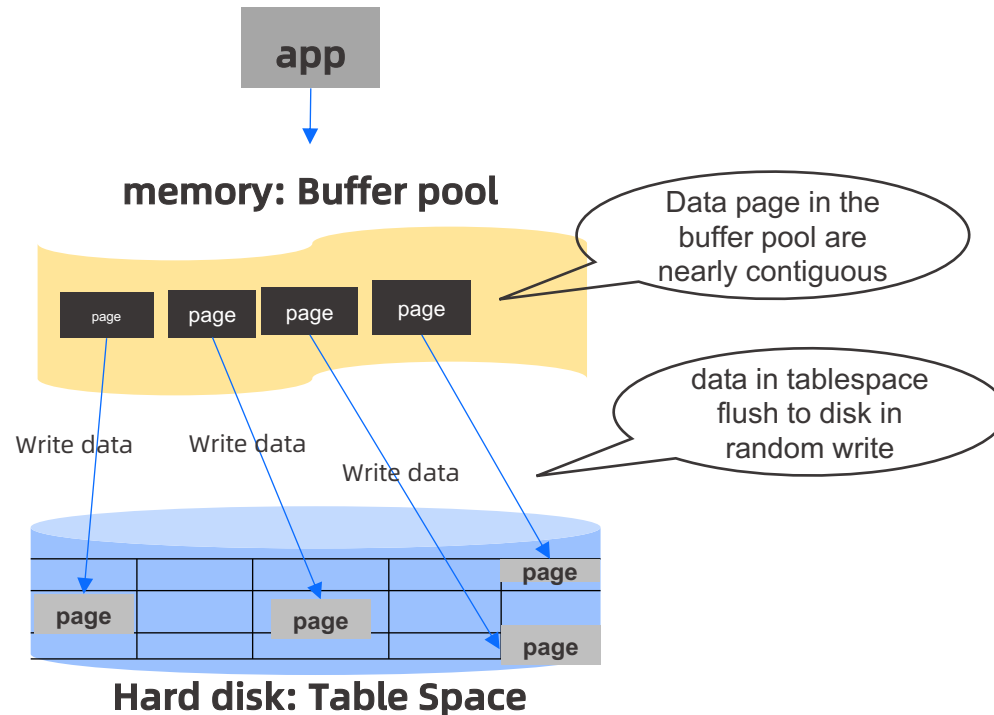 app
memory: Buffer pool
Data page in the
buffer pool are
nearly contiguous
page
page
page
page
data in tablespace
flush to disk in
random write
Write data
Write data
Write data
page
page
page
page
Hard disk: Table Space